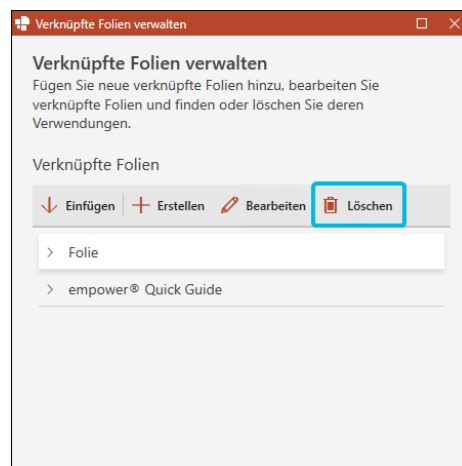 Verknüpfte Folien verwalten
Verknüpfte Folien verwalten
Fügen Sie neue verknüpfte Folien hinzu, bearbeiten Sie
verknüpfte Folien und finden oder löschen Sie deren
Verwendungen.
Verknüpfte Folien
Einfügen Erstellen Bearbeiten Löschen
Folie
empower® Quick Guide